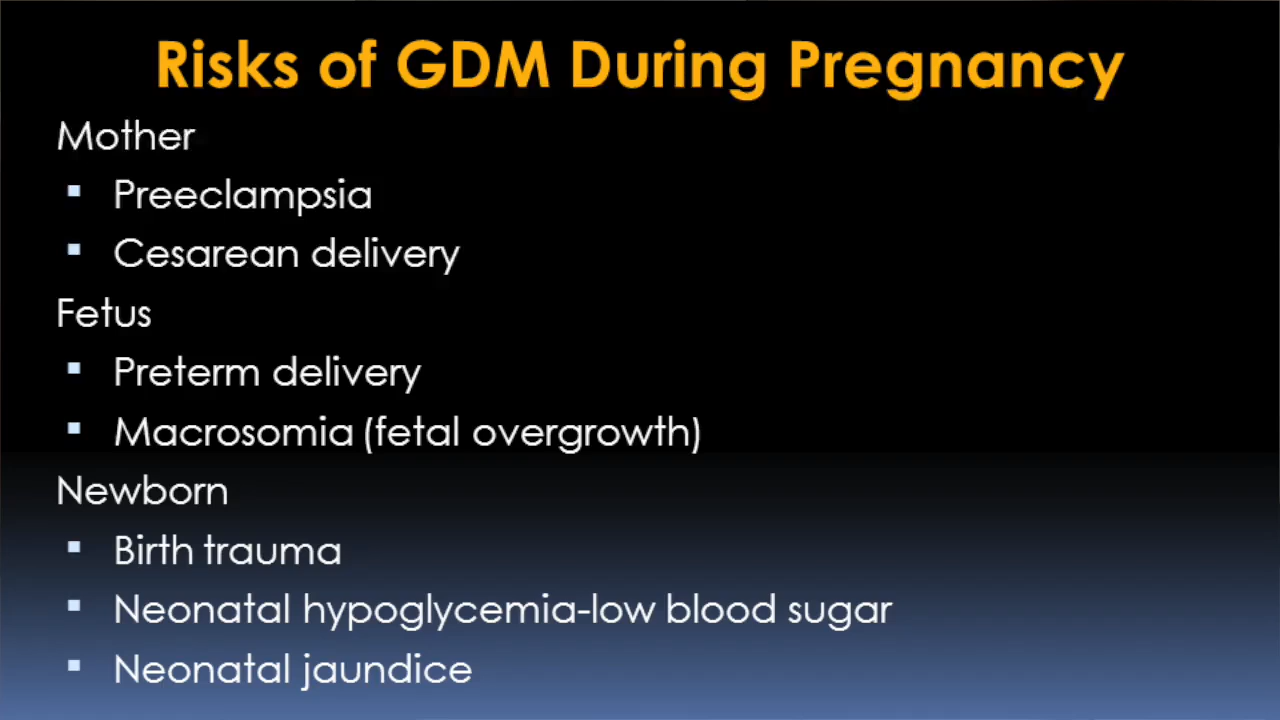 Risks of GDM During Pregnancy
Mother
▪ Preeclampsia
▪ Cesarean delivery
Fetus
▪ Preterm delivery
▪ Macrosomia (fetal overgrowth)
Newborn
▪ Birth trauma
▪ Neonatal hypoglycemia-low blood sugar
▪ Neonatal jaundice